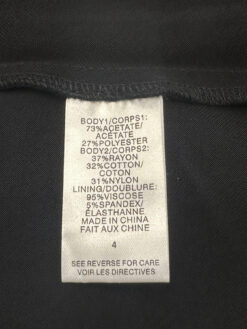 BODY1/CORPS1:
73%ACETATE/
ACÉTATE
27%POLYESTER
BODY2/CORPS2:
37%RAYON
32%COTTON/
COTON
31%NYLON
LINING/DOUBLURE:
95%VISCOSE
5%SPANDEX/
ÉLASTHANNE
MADE IN CHINA
FAIT AUX CHINE
4
SEE REVERSE FOR CARE
VOIR LES DIRECTIVES